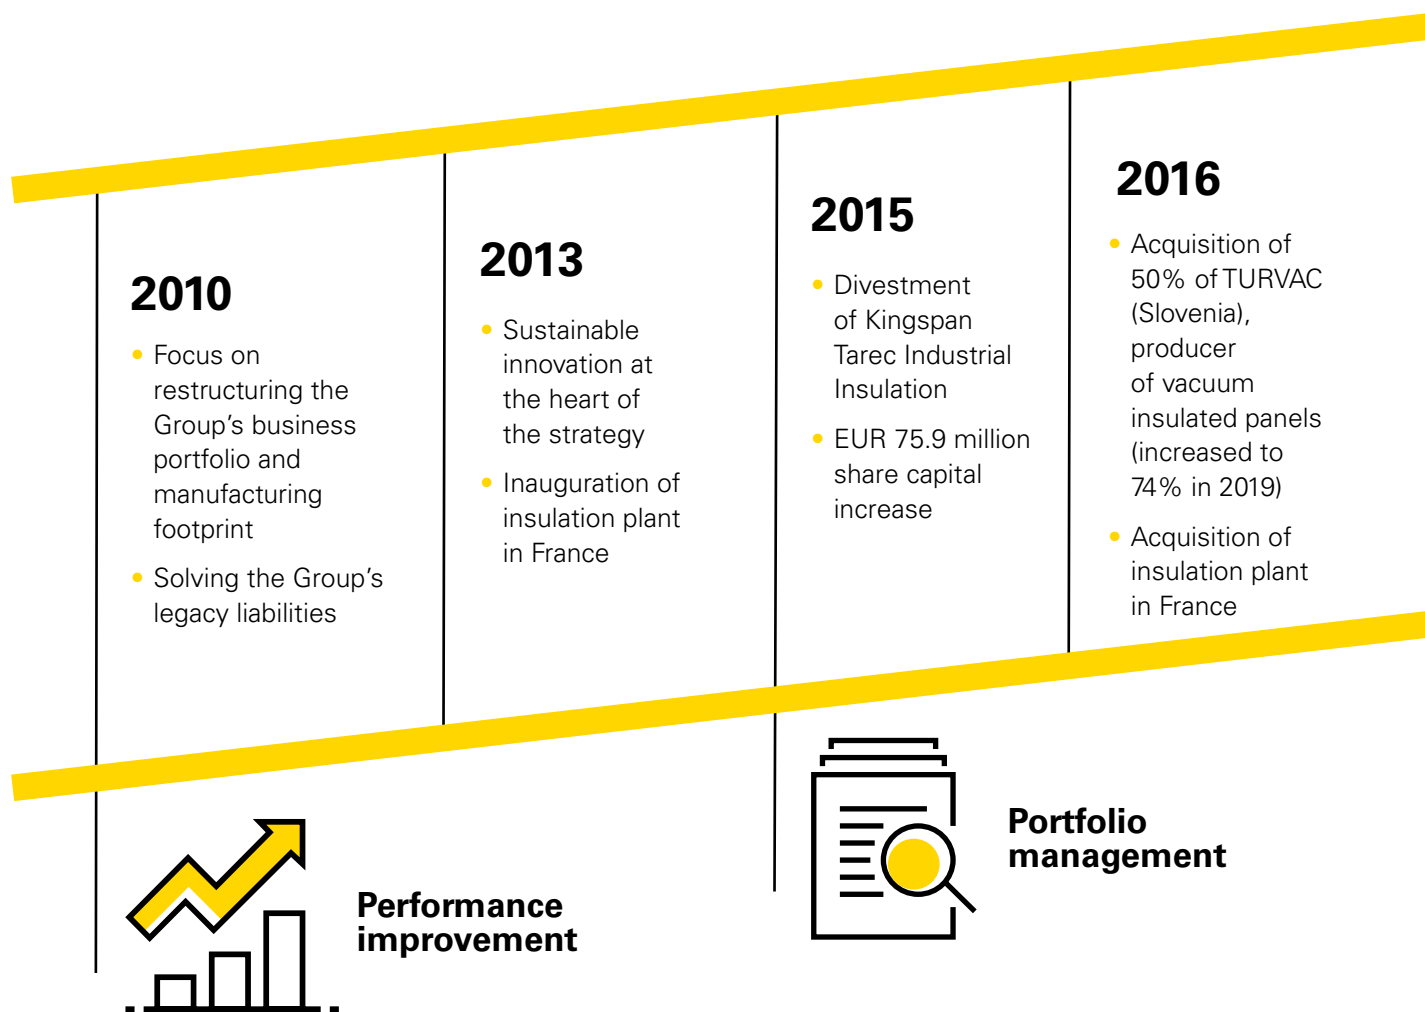 2010
• Focus on
restructuring the
Group’s business
portfolio and
manufacturing
footprint
• Solving the Group’s
legacy liabilities
2013
• Sustainable
innovation at
the heart of
the strategy
• Inauguration of
insulation plant
in France
2015
• Divestment
of Kingspan
Tarec Industrial
Insulation
• EUR 75.9 million
share capital
increase
2016
• Acquisition of
50% of TURVAC
(Slovenia),
producer
of vacuum
insulated panels
(increased to
74% in 2019)
• Acquisition of
insulation plant
in France
Performance
improvement
Portfolio
management